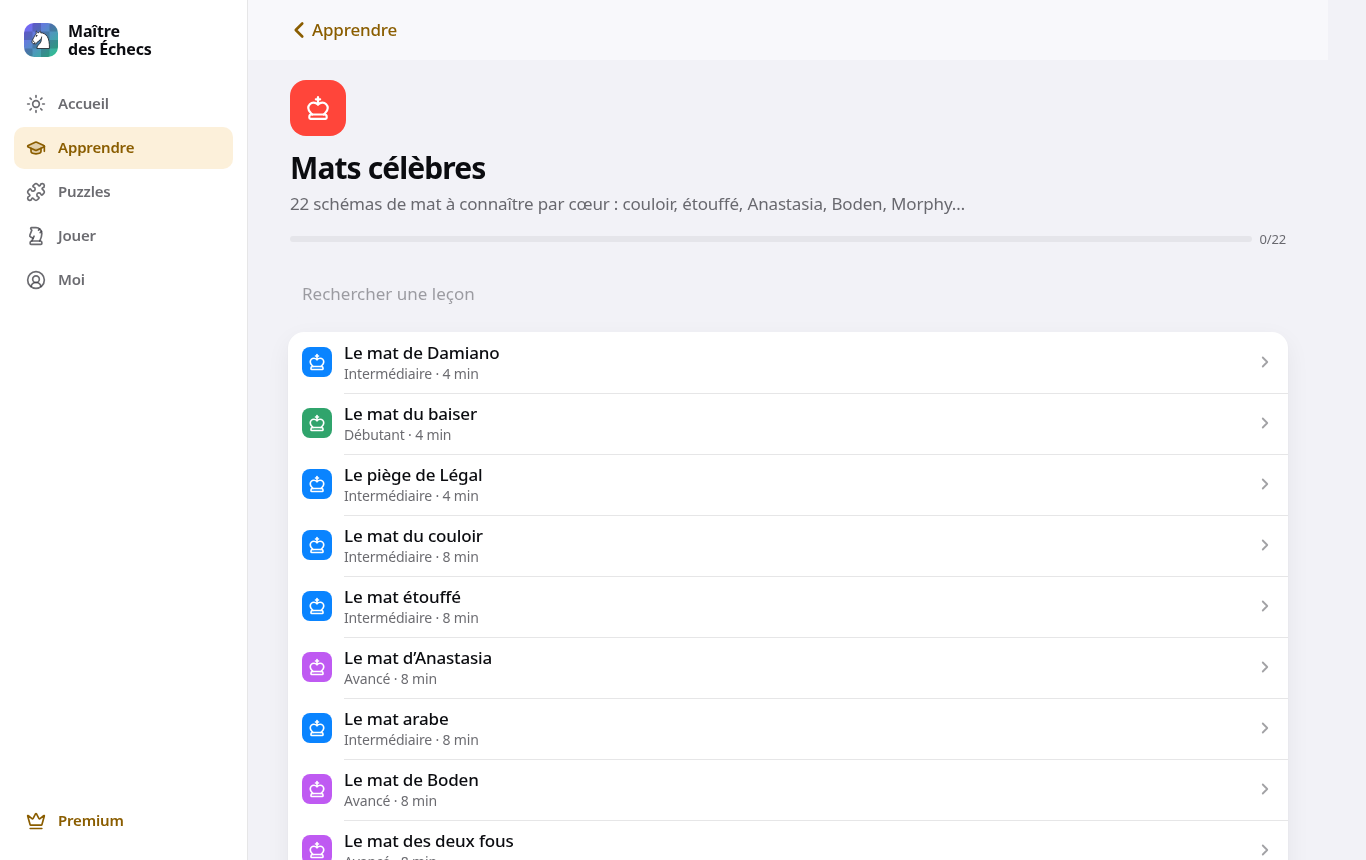 Maître
des Échecs
Accueil
Apprendre
Puzzles
Jouer
Moi
Premium
Apprendre
Mats célèbres
22 schémas de mat à connaître par cœur : couloir, étouffé, Anastasia, Boden, Morphy…
0/22
Rechercher une leçon
Le mat de Damiano
Intermédiaire · 4 min
Le mat du baiser
Débutant · 4 min
Le piège de Légal
Intermédiaire · 4 min
Le mat du couloir
Intermédiaire · 8 min
Le mat étouffé
Intermédiaire · 8 min
Le mat d’Anastasia
Avancé · 8 min
Le mat arabe
Intermédiaire · 8 min
Le mat de Boden
Avancé · 8 min
Le mat des deux fous
Avancé · 8 min